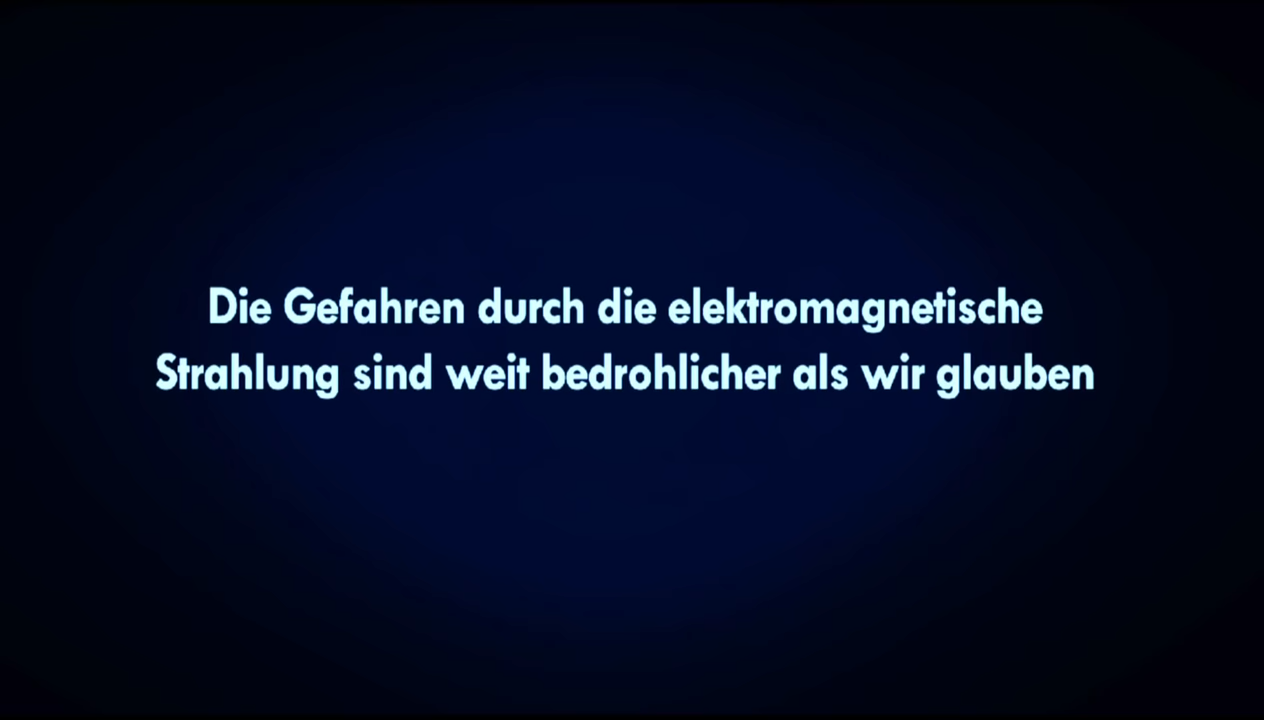 Die Gefahren durch die elektromagnetische
Strahlung sind weit bedrohlicher als wir glauben